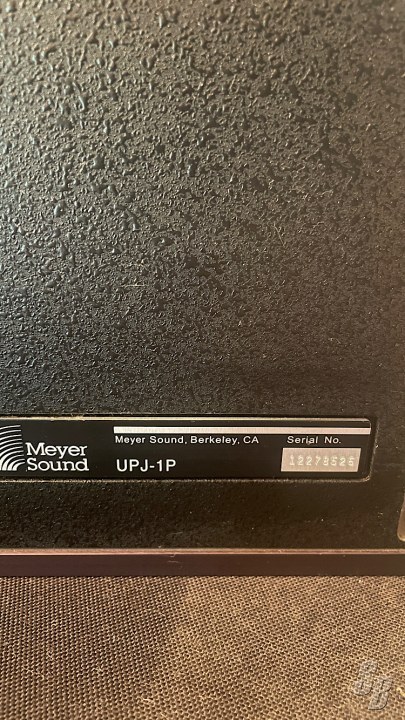 Meyer Sound, Berkeley, CA
Serial No.
Meyer
Sound
UPJ-1P